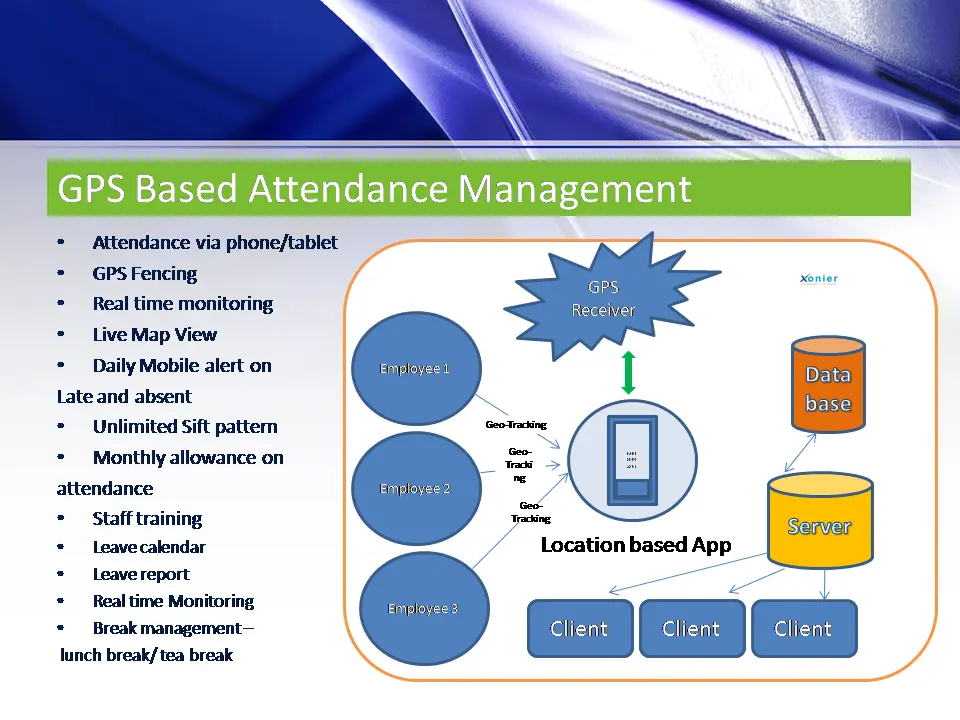 GPS Based Attendance Management
• Attendance via phone/tablet
• GPS Fencing
• Real time monitoring
• Live Map View
• Daily Mobile alert on
Late and absent
• Unlimited Sift pattern
• Monthly allowance on
attendance
• Staff training
• Leave calendar
• Leave report
• Real time Monitoring
• Break management–
lunch break/ tea break
GPS
Receiver
xonier
Employee 1
Employee 2
Employee 3
Geo-Tracking
Geo-
Tracki
ng
Geo-
Tracking
Location based App
Data
base
Server
Client
Client
Client